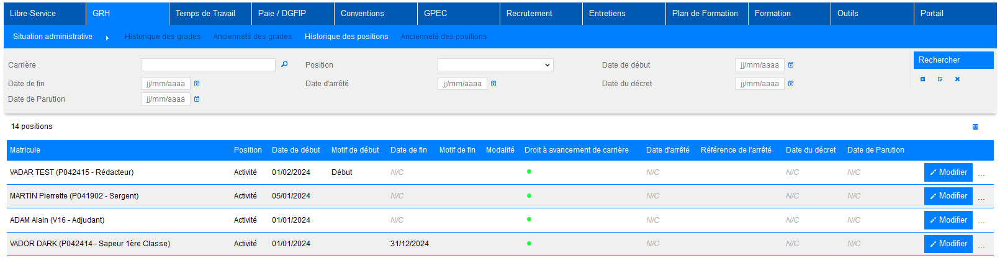 Libre-Service GRH Temps de Travail Paie / DGFIP Conventions GPEC Recrutement Entretiens Plan de Formation Formation Outils Portail
Situation administrative Historique des grades Ancienneté des grades Historique des positions Ancienneté des positions
Carrière Position Date de début jj/mm/aaaa Rechercher
Date de fin jj/mm/aaaa Date d'arrêté jj/mm/aaaa Date du décret jj/mm/aaaa
Date de Parution jj/mm/aaaa
14 positions
Matricule Position Date de début Motif de début Date de fin Motif de fin Modalité Droit à avancement de carrière Date d'arrêté Référence de l'arrêté Date du décret Date de Parution
VADAR TEST (P042415 - Rédacteur) Activité 01/02/2024 Début N/C N/C N/C N/C Modifier ...
MARTIN Pierrette (P041902 - Sergent) Activité 05/01/2024 N/C N/C N/C N/C Modifier ...
ADAM Alain (V16 - Adjudant) Activité 01/01/2024 N/C N/C N/C N/C Modifier ...
VADOR DARK (P042414 - Sapeur 1ère Classe) Activité 01/01/2024 31/12/2024 N/C N/C N/C Modifier ...